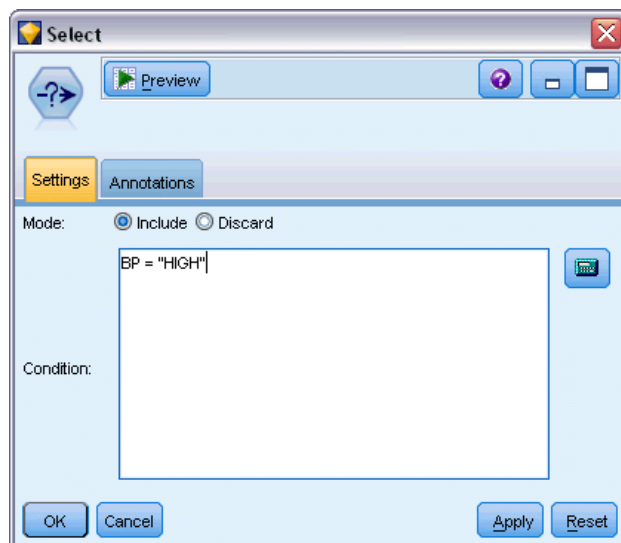 Select
-?->
Preview
Settings
Annotations
Mode:
Include
Discard
BP = "HIGH"
Condition:
OK
Cancel
Apply
Reset